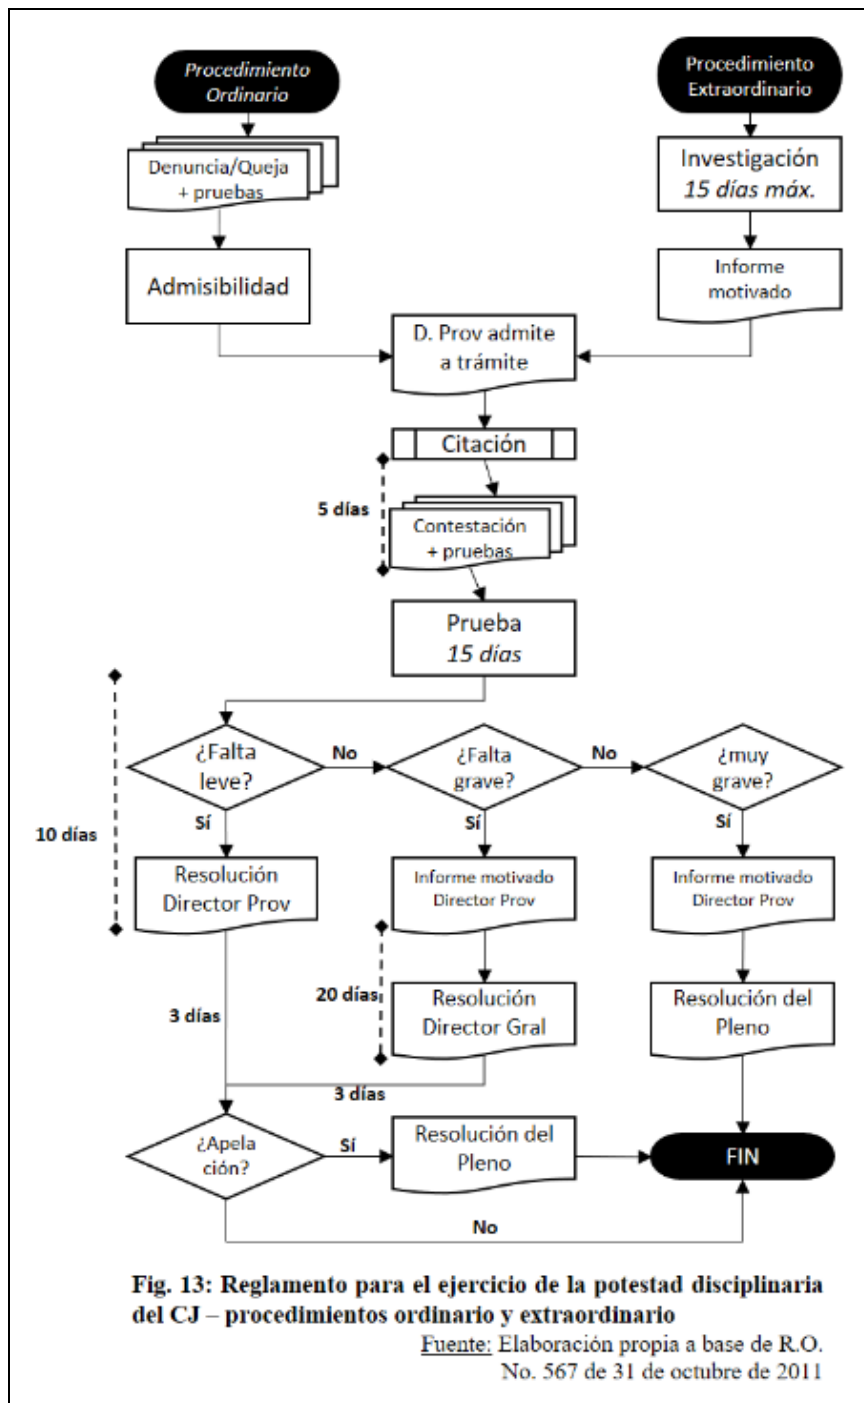 Procedimiento
Ordinario
Procedimiento
Extraordinario
Denuncia/Queja
+ pruebas
Investigación
15 días máx.
Admisibilidad
Informe
motivado
D. Prov admite
a trámite
Citación
5 días
Contestación
+ pruebas
Prueba
15 días
¿Falta
leve?
No
¿Falta
grave?
No
¿muy
grave?
Sí
Sí
Sí
10 días
Resolución
Director Prov
Informe motivado
Director Prov
Informe motivado
Director Prov
3 días
20 días
Resolución
Director Gral
Resolución del
Pleno
3 días
¿Apela
ción?
Sí
Resolución del
Pleno
FIN
No
Fig. 13: Reglamento para el ejercicio de la potestad disciplinaria
del CJ – procedimientos ordinario y extraordinario
Fuente: Elaboración propia a base de R.O.
No. 567 de 31 de octubre de 2011